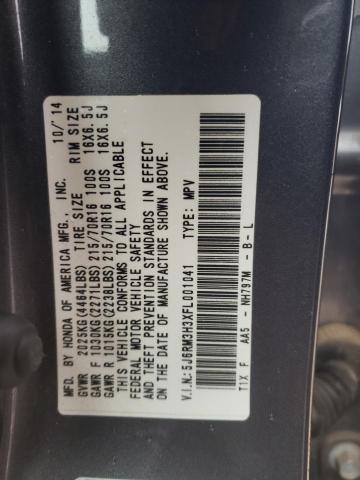 MFD. BY HONDA OF AMERICA MFG., INC. 10/14
GVWR 2025KG(4464LBS) TIRE SIZE RIM SIZE
GAWR F 1030KG(2271LBS) 215/70R16 100S 16X6.5J
GAWR R 1015KG(2238LBS) 215/70R16 100S 16X6.5J
THIS VEHICLE CONFORMS TO ALL APPLICABLE
FEDERAL MOTOR VEHICLE SAFETY
AND THEFT PREVENTION STANDARDS IN EFFECT
ON THE DATE OF MANUFACTURE SHOWN ABOVE.
V.I.N.: 5J6RM3H3XFL001041 TYPE: MPV
T1X F AA5 - NH797M - B - L